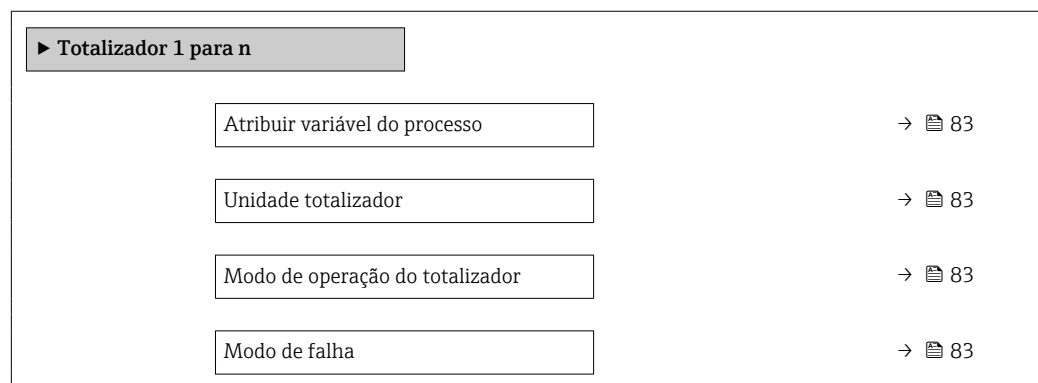 ▶ Totalizador 1 para n
Atribuir variável do processo → 83
Unidade totalizador → 83
Modo de operação do totalizador → 83
Modo de falha → 83